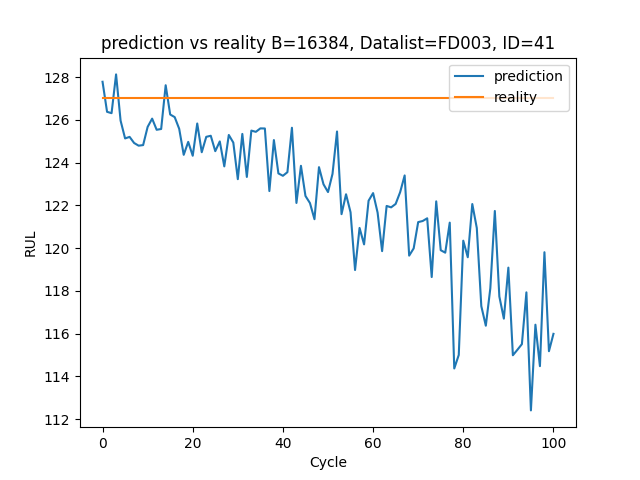 prediction vs reality B=16384, Datalist=FD003, ID=41
prediction
reality
128
126
124
122
120
118
116
114
112
RUL
0 20 40 60 80 100
Cycle